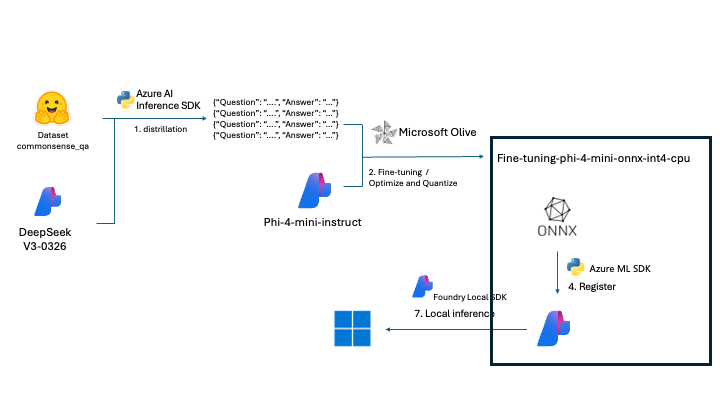 Azure AI
Inference SDK
1. distrillation
Dataset
commonsense_qa
DeepSeek
V3-0326
{"Question": "....", "Answer": "..."}
{"Question": "....", "Answer": "..."}
{"Question": "....", "Answer": "..."}
{"Question": "....", "Answer": "..."}
Phi-4-mini-instruct
Microsoft Olive
2. Fine-tuning /
Optimize and Quantize
Fine-tuning-phi-4-mini-onnx-int4-cpu
ONNX
Azure ML SDK
4. Register
Foundry Local SDK
7. Local inference